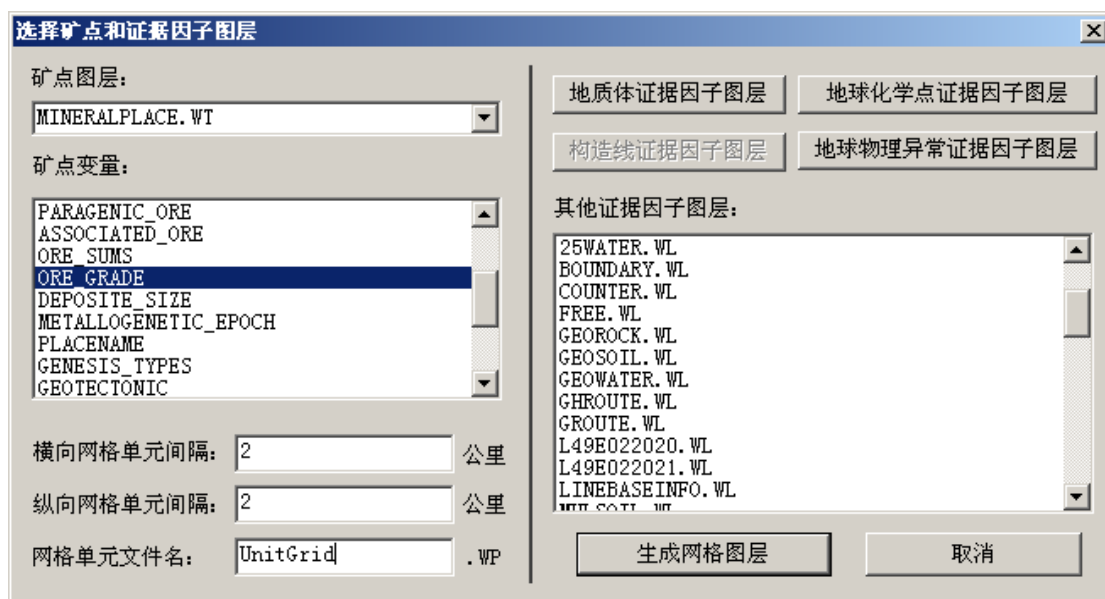 选择矿点和证据因子图层
矿点图层:
MINERALPLACE.WT
矿点变量:
PARAGENIC_ORE
ASSOCIATED_ORE
ORE_SUMS
ORE_GRADE
DEPOSITE_SIZE
METALLOGENETIC_EPOCH
PLACENAME
GENESIS_TYPES
GEOTECTONIC
横向网格单元间隔: 2 公里
纵向网格单元间隔: 2 公里
网格单元文件名: UnitGrid .WP
地质体证据因子图层 地球化学点证据因子图层
构造线证据因子图层 地球物理异常证据因子图层
其他证据因子图层:
25WATER.WL
BOUNDARY.WL
COUNTER.WL
FREE.WL
GEOROCK.WL
GEOSOIL.WL
GEOWATER.WL
GHROUTE.WL
GROUTE.WL
L49E022020.WL
L49E022021.WL
LINEBASEINFO.WL
生成网格图层 取消